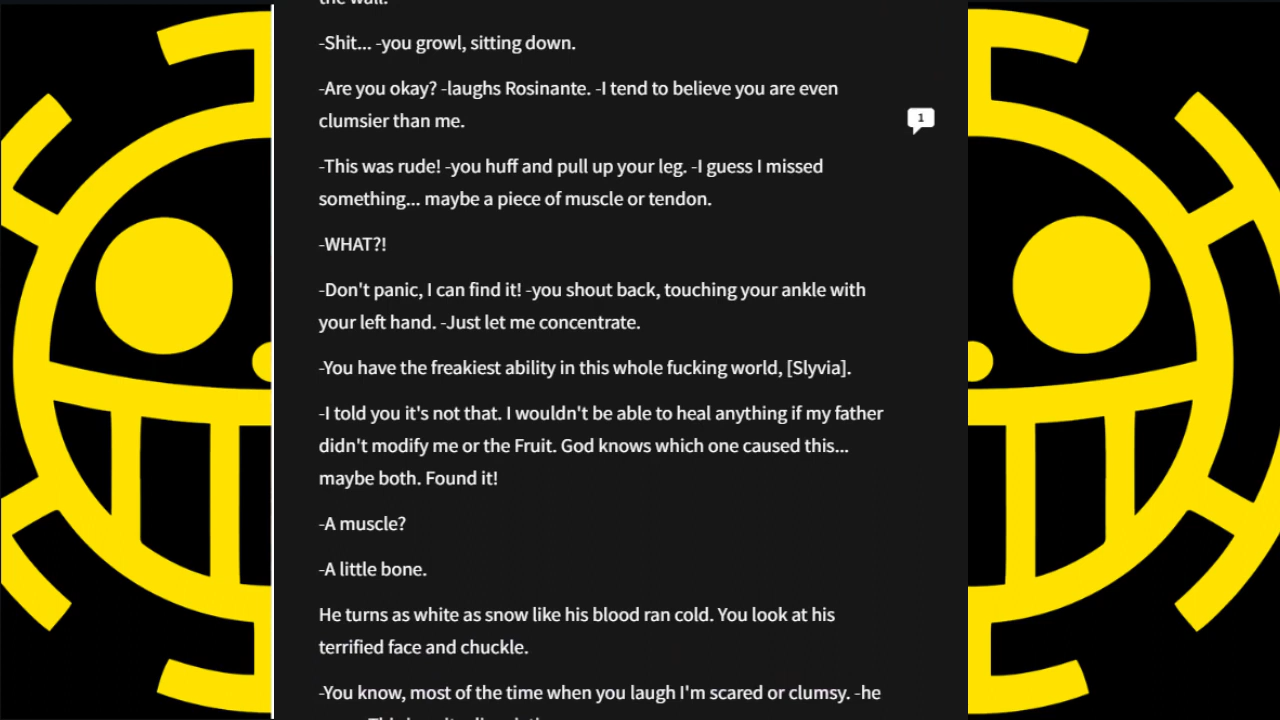 the wall.
-Shit... -you growl, sitting down.
-Are you okay? -laughs Rosinante. -I tend to believe you are even
clumsier than me.
1
-This was rude! -you huff and pull up your leg. -I guess I missed
something... maybe a piece of muscle or tendon.
-WHAT?!
-Don't panic, I can find it! -you shout back, touching your ankle with
your left hand. -Just let me concentrate.
-You have the freakiest ability in this whole fucking world, [Slyvia].
-I told you it's not that. I wouldn't be able to heal anything if my father
didn't modify me or the Fruit. God knows which one caused this...
maybe both. Found it!
-A muscle?
-A little bone.
He turns as white as snow like his blood ran cold. You look at his
terrified face and chuckle.
-You know, most of the time when you laugh I'm scared or clumsy. -he